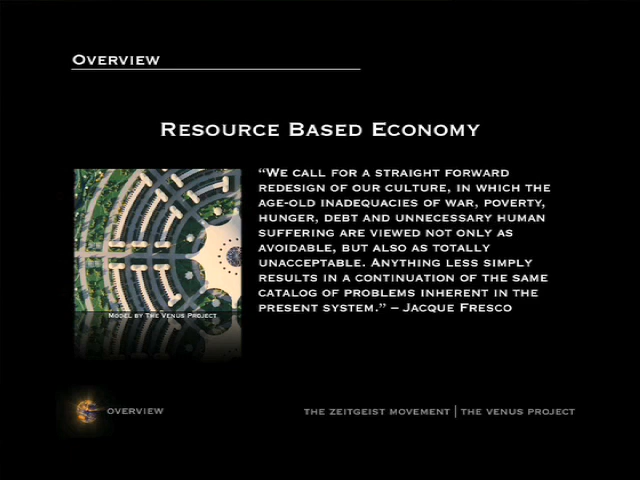 Overview
Resource Based Economy
“We call for a straight forward
redesign of our culture, in which the
age-old inadequacies of war, poverty,
hunger, debt and unnecessary human
suffering are viewed not only as
avoidable, but also as totally
unacceptable. Anything less simply
results in a continuation of the same
catalog of problems inherent in the
present system.” – Jacque Fresco
Model by The Venus Project
overview
the zeitgeist movement | the venus project